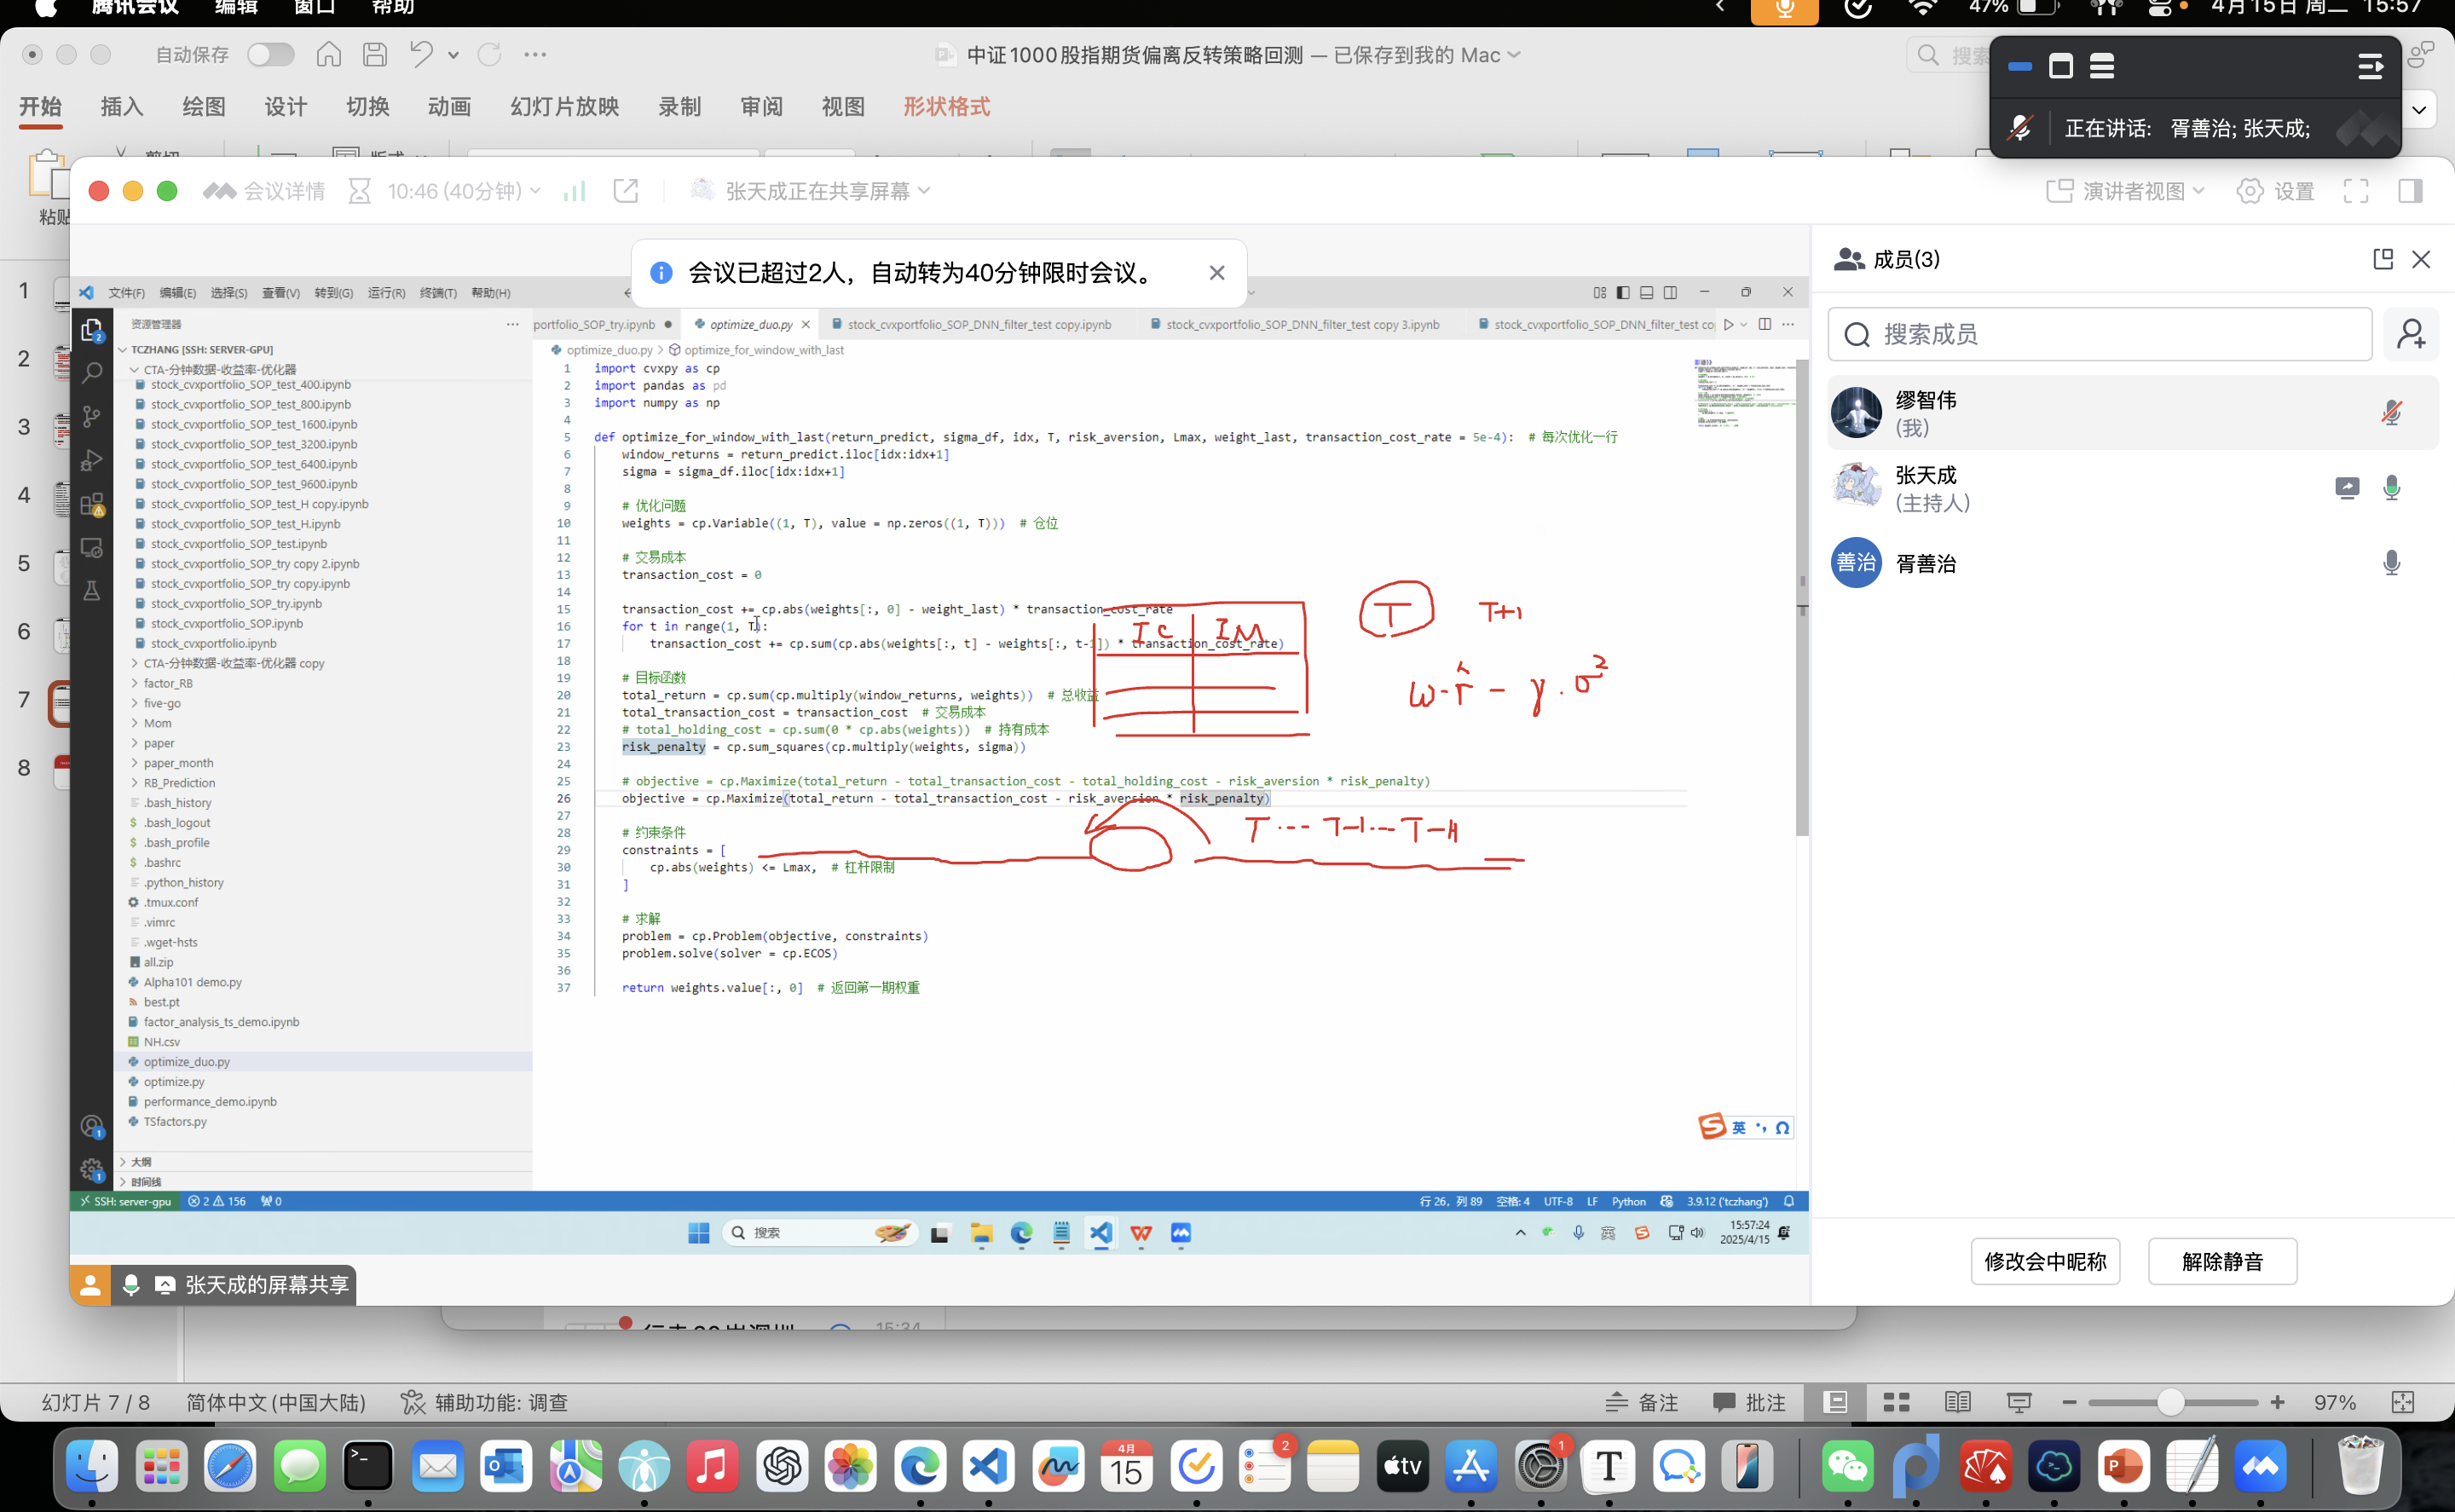 腾讯会议 编辑 窗口 帮助
47% 4月15日 周二 15:57
自动保存
中证1000股指期货偏离反转策略回测 — 已保存到我的 Mac
搜索
开始 插入 绘图 设计 切换 动画 幻灯片放映 录制 审阅 视图 形状格式
正在讲话: 胥善治; 张天成;
粘贴 剪切 版式
会议详情 10:46 (40分钟) 张天成正在共享屏幕
演讲者视图 设置
会议已超过2人，自动转为40分钟限时会议。
1
2
3
4
5
6
7
8
文件(F) 编辑(E) 选择(S) 查看(V) 转到(G) 运行(R) 终端(T) 帮助(H)
资源管理器
TCZHANG [SSH: SERVER-GPU]
CTA-分钟数据-收益率-优化器
stock_cvxportfolio_SOP_test_400.ipynb
stock_cvxportfolio_SOP_test_800.ipynb
stock_cvxportfolio_SOP_test_1600.ipynb
stock_cvxportfolio_SOP_test_3200.ipynb
stock_cvxportfolio_SOP_test_6400.ipynb
stock_cvxportfolio_SOP_test_9600.ipynb
stock_cvxportfolio_SOP_test_H copy.ipynb
stock_cvxportfolio_SOP_test_H.ipynb
stock_cvxportfolio_SOP_test.ipynb
stock_cvxportfolio_SOP_try copy 2.ipynb
stock_cvxportfolio_SOP_try copy.ipynb
stock_cvxportfolio_SOP_try.ipynb
stock_cvxportfolio_SOP.ipynb
stock_cvxportfolio.ipynb
CTA-分钟数据-收益率-优化器 copy
factor_RB
five-go
Mom
paper
paper_month
RB_Prediction
.bash_history
.bash_logout
.bash_profile
.bashrc
.python_history
.tmux.conf
.vimrc
.wget-hsts
all.zip
Alpha101 demo.py
best.pt
factor_analysis_ts_demo.ipynb
NH.csv
optimize_duo.py
optimize.py
performance_demo.ipynb
TSfactors.py
大纲
时间线
portfolio_SOP_try.ipynb optimize_duo.py stock_cvxportfolio_SOP_DNN_filter_test copy.ipynb stock_cvxportfolio_SOP_DNN_filter_test copy 3.ipynb stock_cvxportfolio_SOP_DNN_filter_test co
optimize_duo.py > optimize_for_window_with_last
1 import cvxpy as cp
2 import pandas as pd
3 import numpy as np
4
5 def optimize_for_window_with_last(return_predict, sigma_df, idx, T, risk_aversion, Lmax, weight_last, transaction_cost_rate = 5e-4): # 每次优化一行
6 window_returns = return_predict.iloc[idx:idx+1]
7 sigma = sigma_df.iloc[idx:idx+1]
8
9 # 优化问题
10 weights = cp.Variable((1, T), value = np.zeros((1, T))) # 仓位
11
12 # 交易成本
13 transaction_cost = 0
14
15 transaction_cost += cp.abs(weights[:, 0] - weight_last) * transaction_cost_rate
16 for t in range(1, T):
17 transaction_cost += cp.sum(cp.abs(weights[:, t] - weights[:, t-1]) * transaction_cost_rate)
18
19 # 目标函数
20 total_return = cp.sum(cp.multiply(window_returns, weights)) # 总收益
21 total_transaction_cost = transaction_cost # 交易成本
22 # total_holding_cost = cp.sum(0 * cp.abs(weights)) # 持有成本
23 risk_penalty = cp.sum_squares(cp.multiply(weights, sigma))
24
25 # objective = cp.Maximize(total_return - total_transaction_cost - total_holding_cost - risk_aversion * risk_penalty)
26 objective = cp.Maximize(total_return - total_transaction_cost - risk_aversion * risk_penalty)
27
28 # 约束条件
29 constraints = [
30 cp.abs(weights) <= Lmax, # 杠杆限制
31 ]
32
33 # 求解
34 problem = cp.Problem(objective, constraints)
35 problem.solve(solver = cp.ECOS)
36
37 return weights.value[:, 0] # 返回第一期权重
IC IM
T T+1
ω·r̂ - γ·σ²
T ··· T-1··· T-H
英
SSH: server-gpu 2 156 0
行 26，列 89 空格: 4 UTF-8 LF Python 3.9.12 ('tczhang')
搜索
英
15:57:24
2025/4/15
张天成的屏幕共享
成员(3)
搜索成员
缪智伟
(我)
张天成
(主持人)
善治 胥善治
修改会中昵称 解除静音
15:34
幻灯片 7 / 8 简体中文 (中国大陆) 辅助功能: 调查
备注 批注 97%
4月
15
tv
2
1